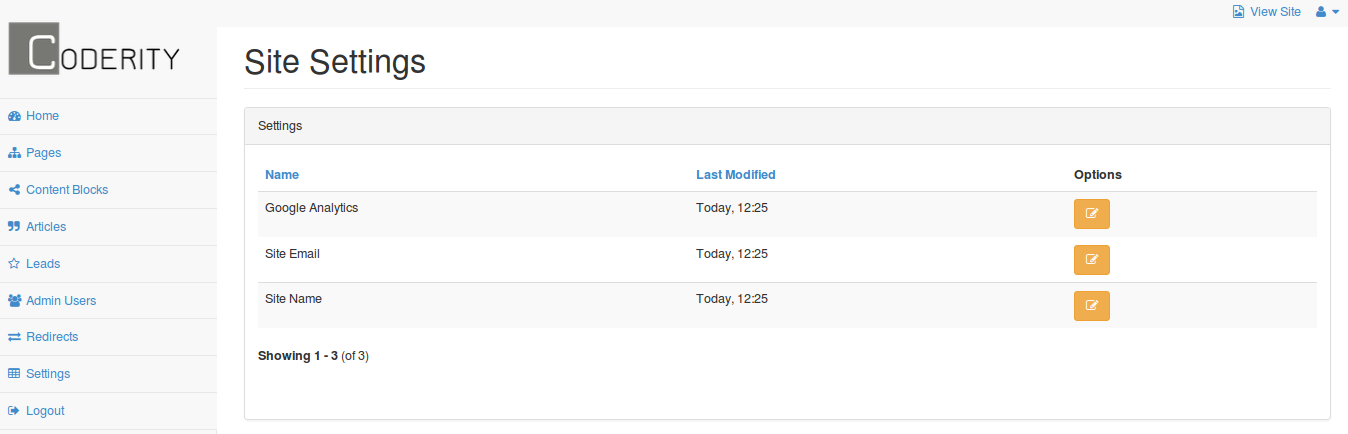 View Site
CODERITY
Site Settings
Home
Pages
Content Blocks
Articles
Leads
Admin Users
Redirects
Settings
Logout
Settings
Name Last Modified Options
Google Analytics Today, 12:25
Site Email Today, 12:25
Site Name Today, 12:25
Showing 1 - 3 (of 3)